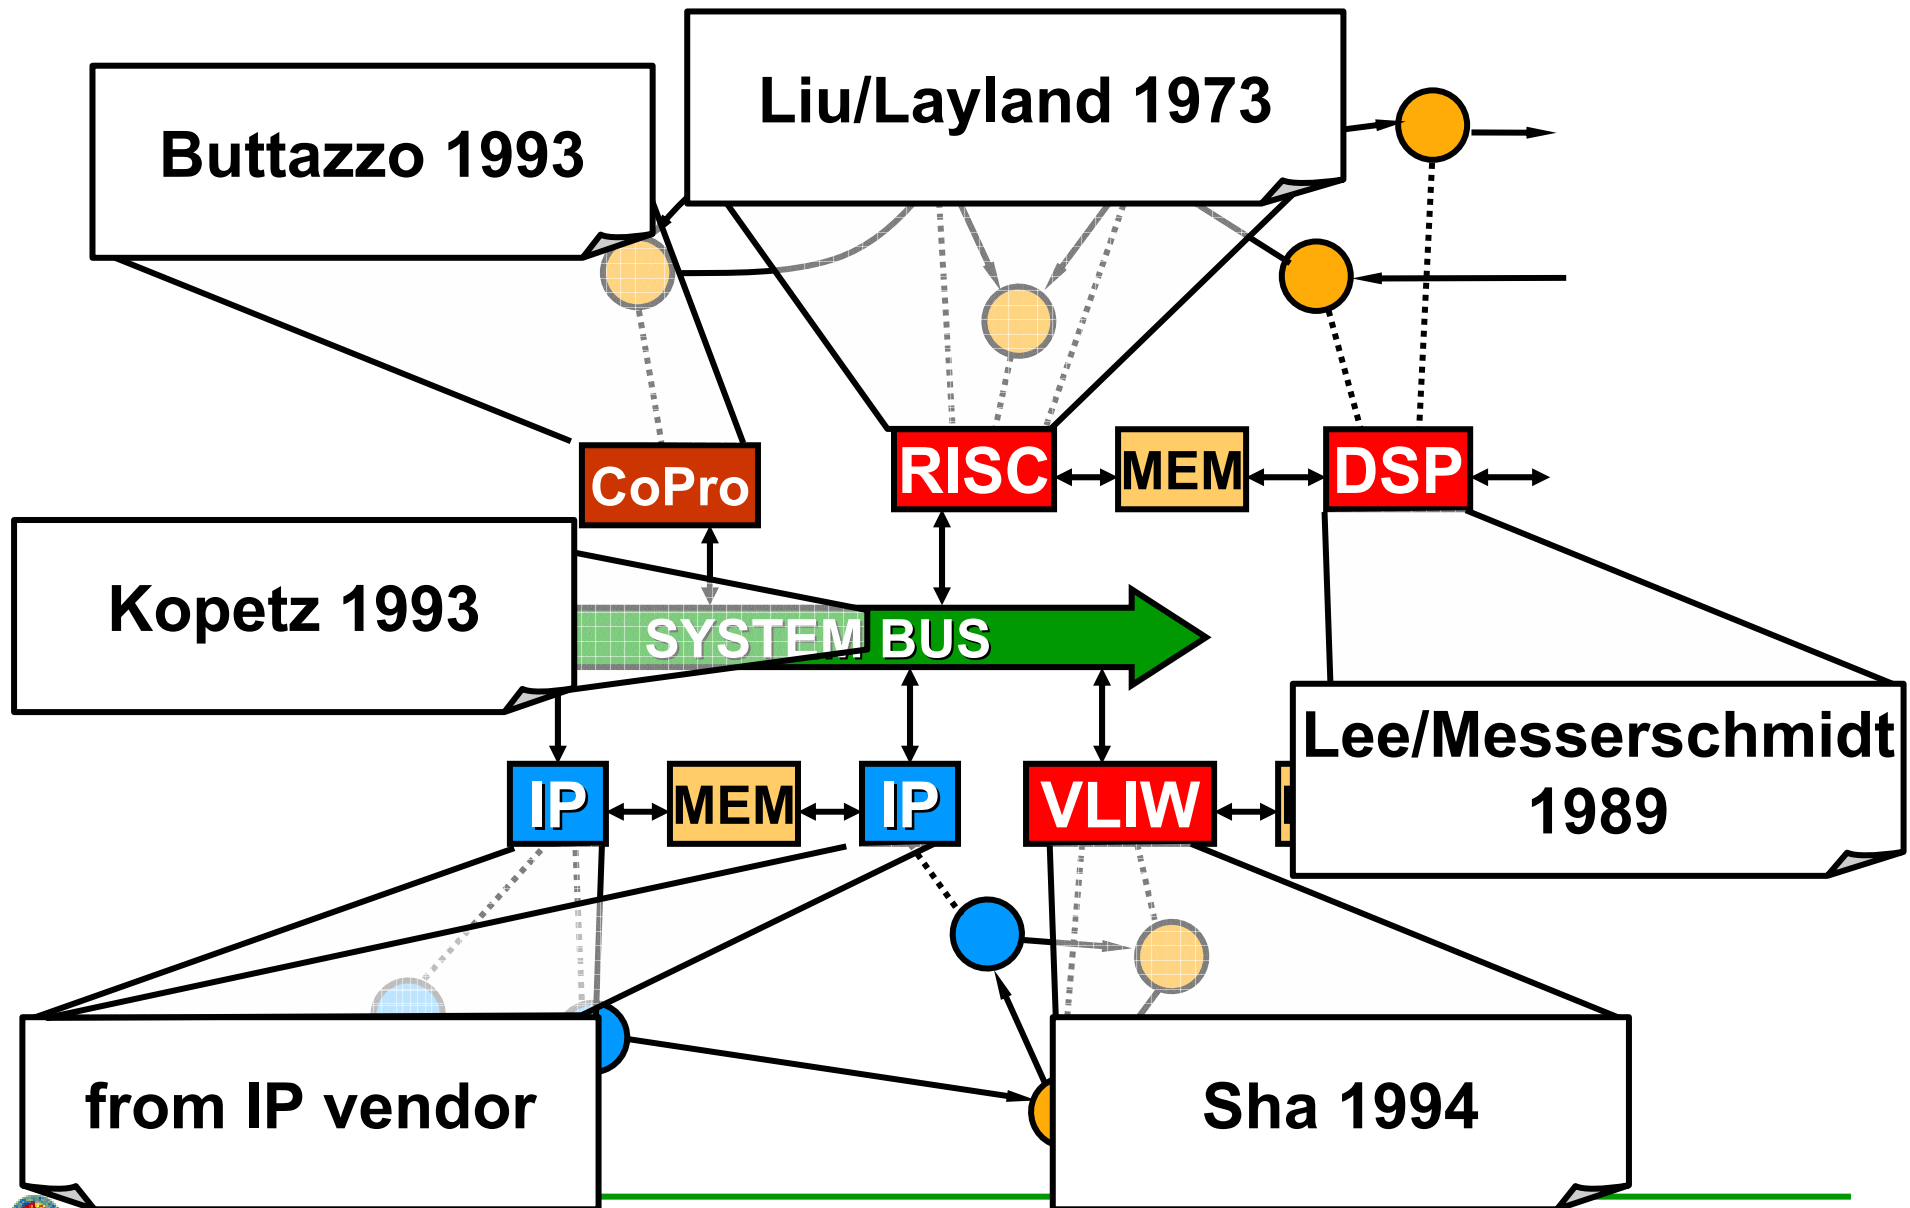 Liu/Layland 1973
Buttazzo 1993
CoPro
RISC
MEM
DSP
Kopetz 1993
SYSTEM BUS
Lee/Messerschmidt
1989
IP
MEM
IP
VLIW
from IP vendor
Sha 1994